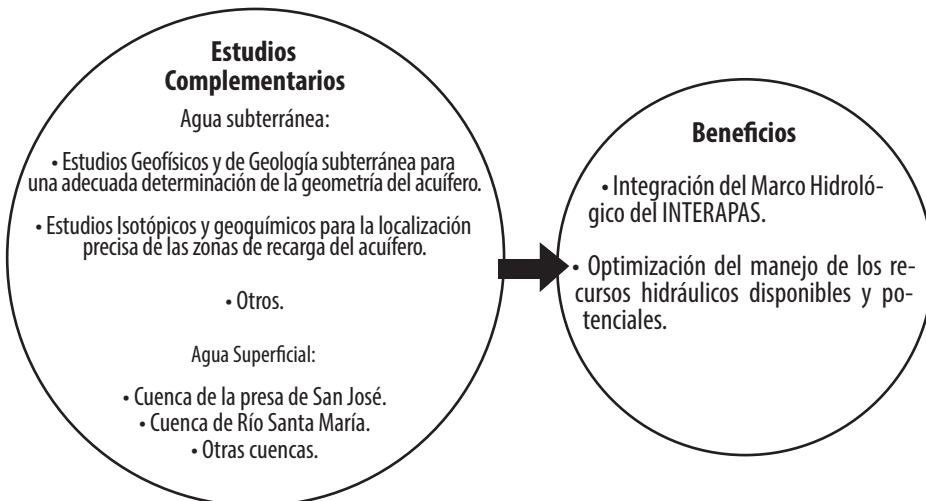 Estudios
Complementarios
Agua subterránea:
• Estudios Geofísicos y de Geología subterránea para
una adecuada determinación de la geometría del acuífero.
• Estudios Isotópicos y geoquímicos para la localización
precisa de las zonas de recarga del acuífero.
• Otros.
Agua Superficial:
• Cuenca de la presa de San José.
• Cuenca de Río Santa María.
• Otras cuencas.
Beneficios
• Integración del Marco Hidroló-
gico del INTERAPAS.
• Optimización del manejo de los re-
cursos hidráulicos disponibles y po-
tenciales.